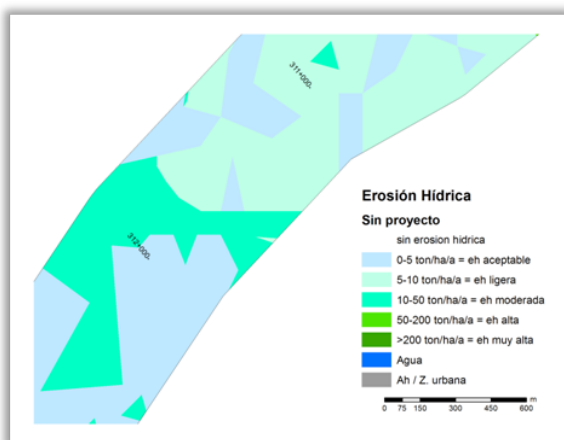 311+000.
312+000.
Erosión Hídrica
Sin proyecto
sin erosion hidrica
0-5 ton/ha/a = eh aceptable
5-10 ton/ha/a = eh ligera
10-50 ton/ha/a = eh moderada
50-200 ton/ha/a = eh alta
>200 ton/ha/a = eh muy alta
Agua
Ah / Z. urbana
m
0 75 150 300 450 600